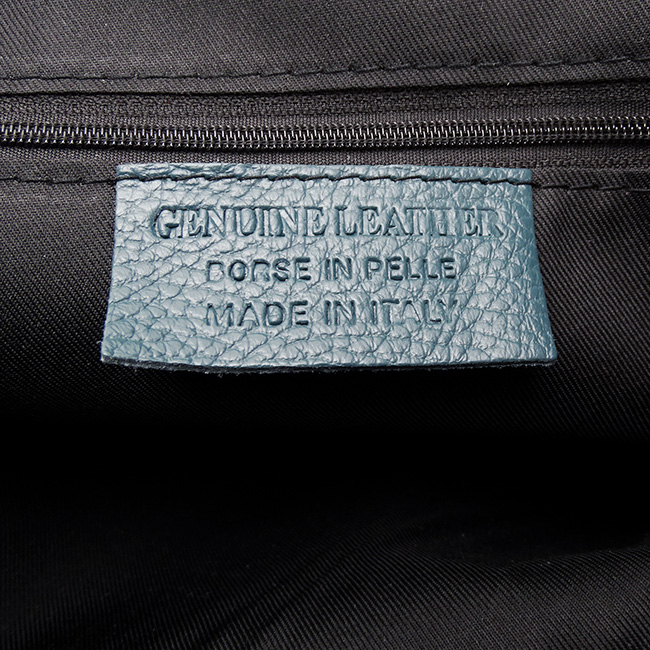 GENUINE LEATHER
BORSE IN PELLE
MADE IN ITALY